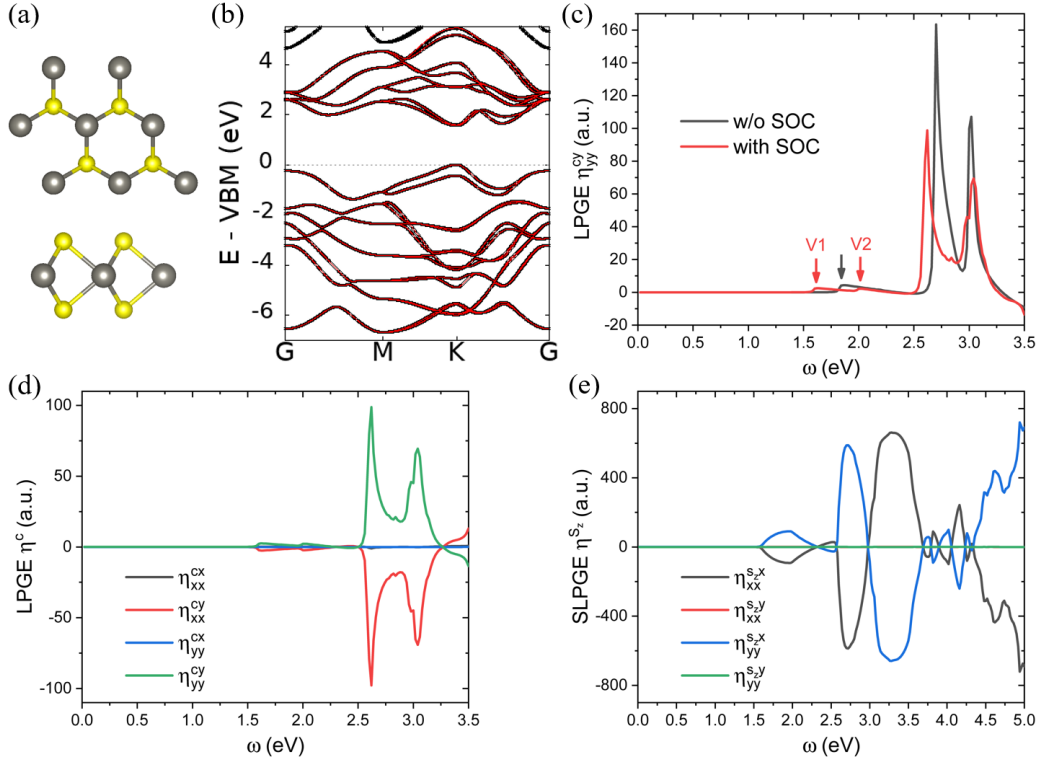 (a)
(b)
E - VBM (eV)
4
2
0
-2
-4
-6
G M K G
(c)
LPGE η^cy_yy (a.u.)
160
140
120
100
80
60
40
20
0
-20
w/o SOC
with SOC
V1 V2
0.0 0.5 1.0 1.5 2.0 2.5 3.0 3.5
ω (eV)
(d)
LPGE η^c (a.u.)
100
50
0
-50
-100
η^cx_xx
η^cy_xx
η^cx_yy
η^cy_yy
0.0 0.5 1.0 1.5 2.0 2.5 3.0 3.5
ω (eV)
(e)
SLPGE η^S_z (a.u.)
800
400
0
-400
-800
η^s_zx_xx
η^s_zy_xx
η^s_zx_yy
η^s_zy_yy
0.0 0.5 1.0 1.5 2.0 2.5 3.0 3.5 4.0 4.5 5.0
ω (eV)